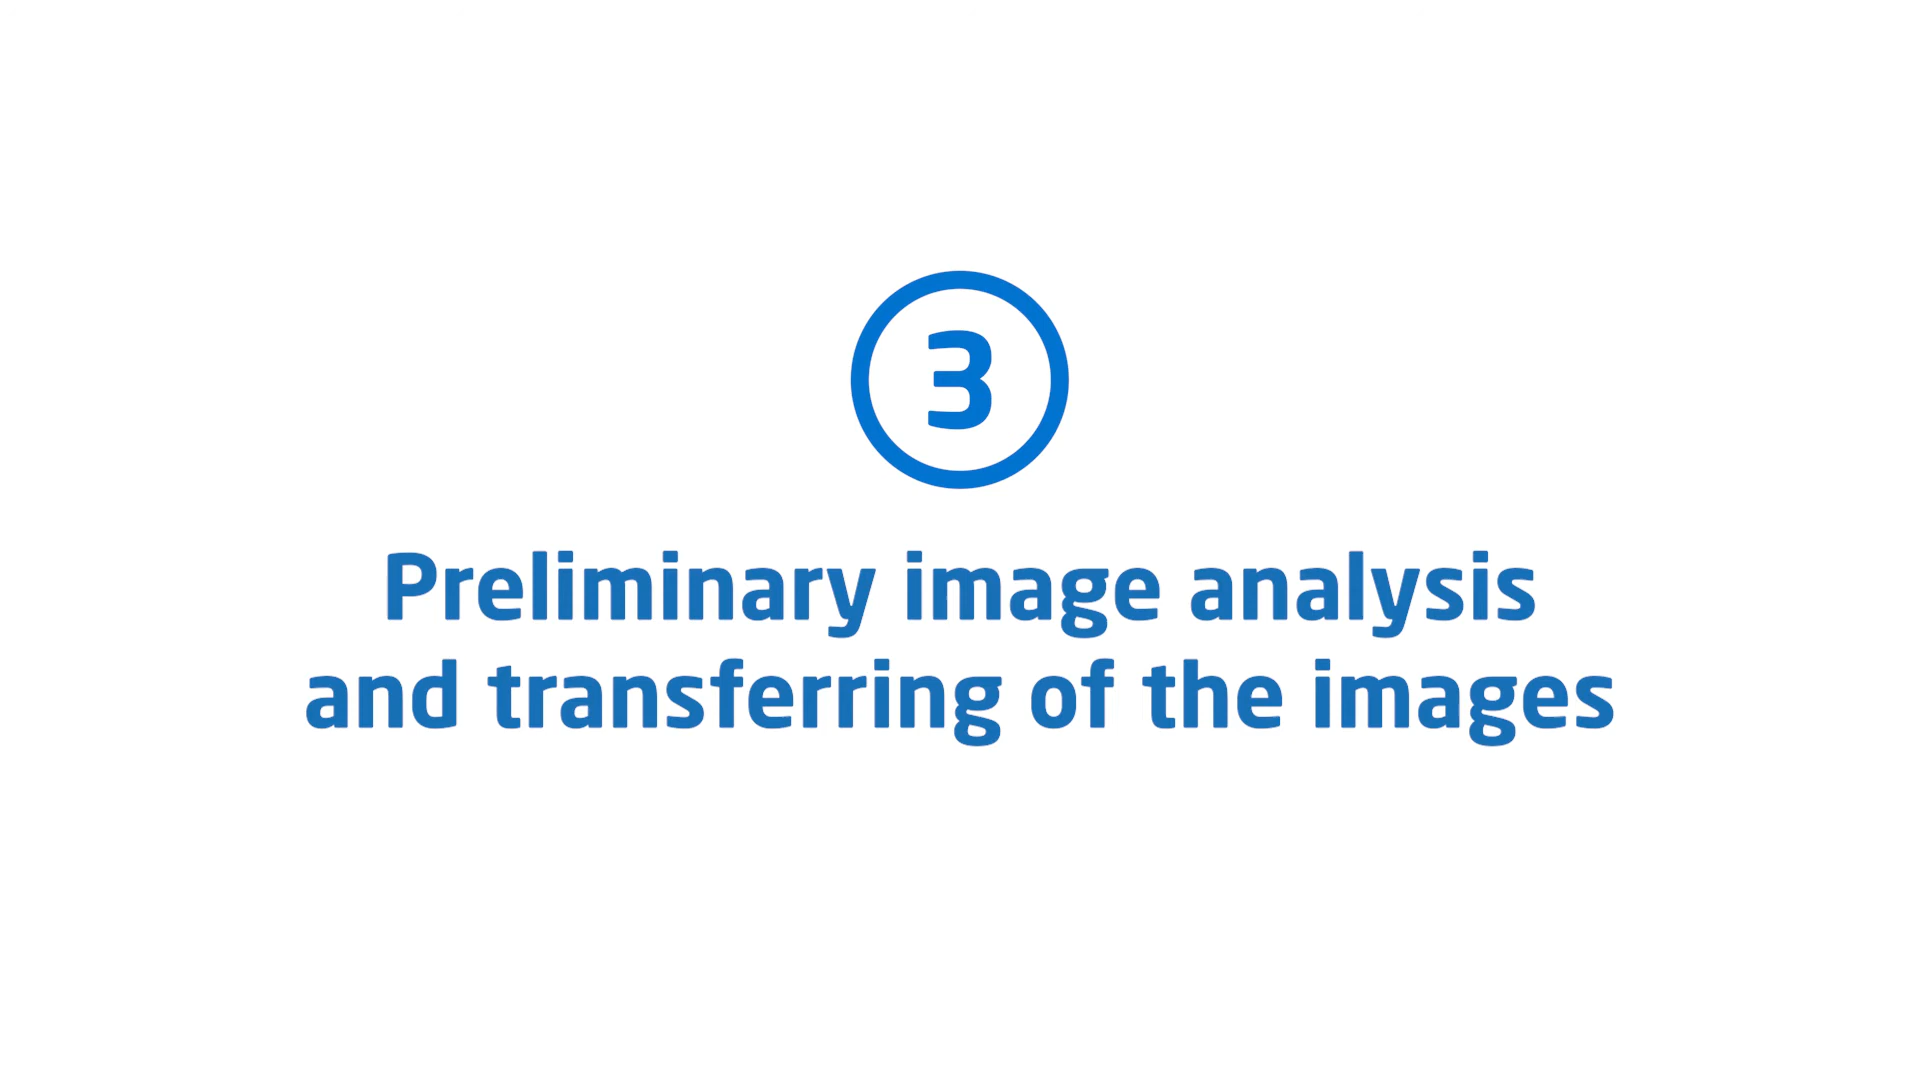 3
Preliminary image analysis
and transferring of the images